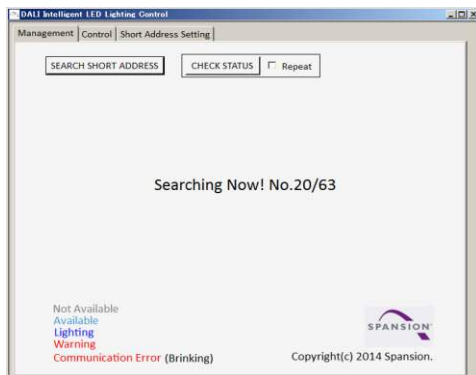 DALI Intelligent LED Lighting Control
Management Control Short Address Setting
SEARCH SHORT ADDRESS CHECK STATUS Repeat
Searching Now! No.20/63
Not Available
Available
Lighting
Warning
Communication Error (Brinking)
SPANSION
Copyright(c) 2014 Spansion.